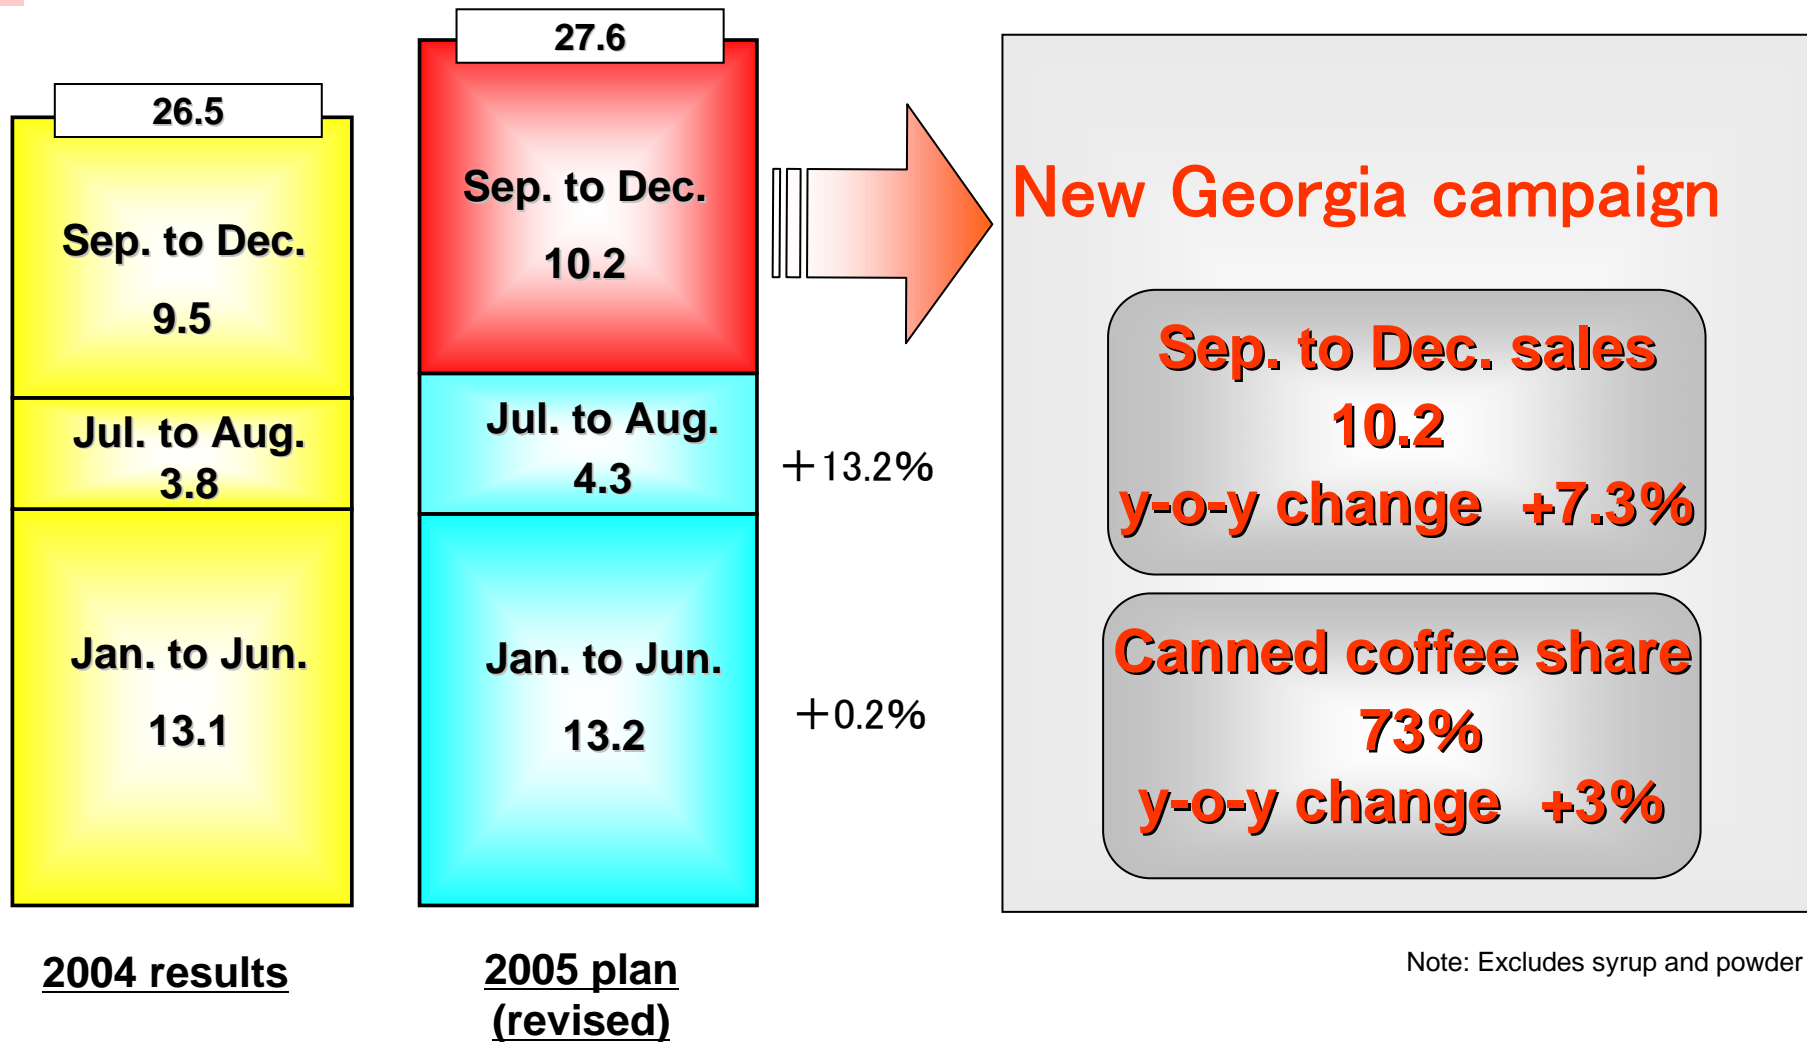 26.5
Sep. to Dec.
9.5
Jul. to Aug.
3.8
Jan. to Jun.
13.1
2004 results
27.6
Sep. to Dec.
10.2
Jul. to Aug.
4.3
Jan. to Jun.
13.2
2005 plan
(revised)
+13.2%
+0.2%
New Georgia campaign
Sep. to Dec. sales
10.2
y-o-y change +7.3%
Canned coffee share
73%
y-o-y change +3%
Note: Excludes syrup and powder